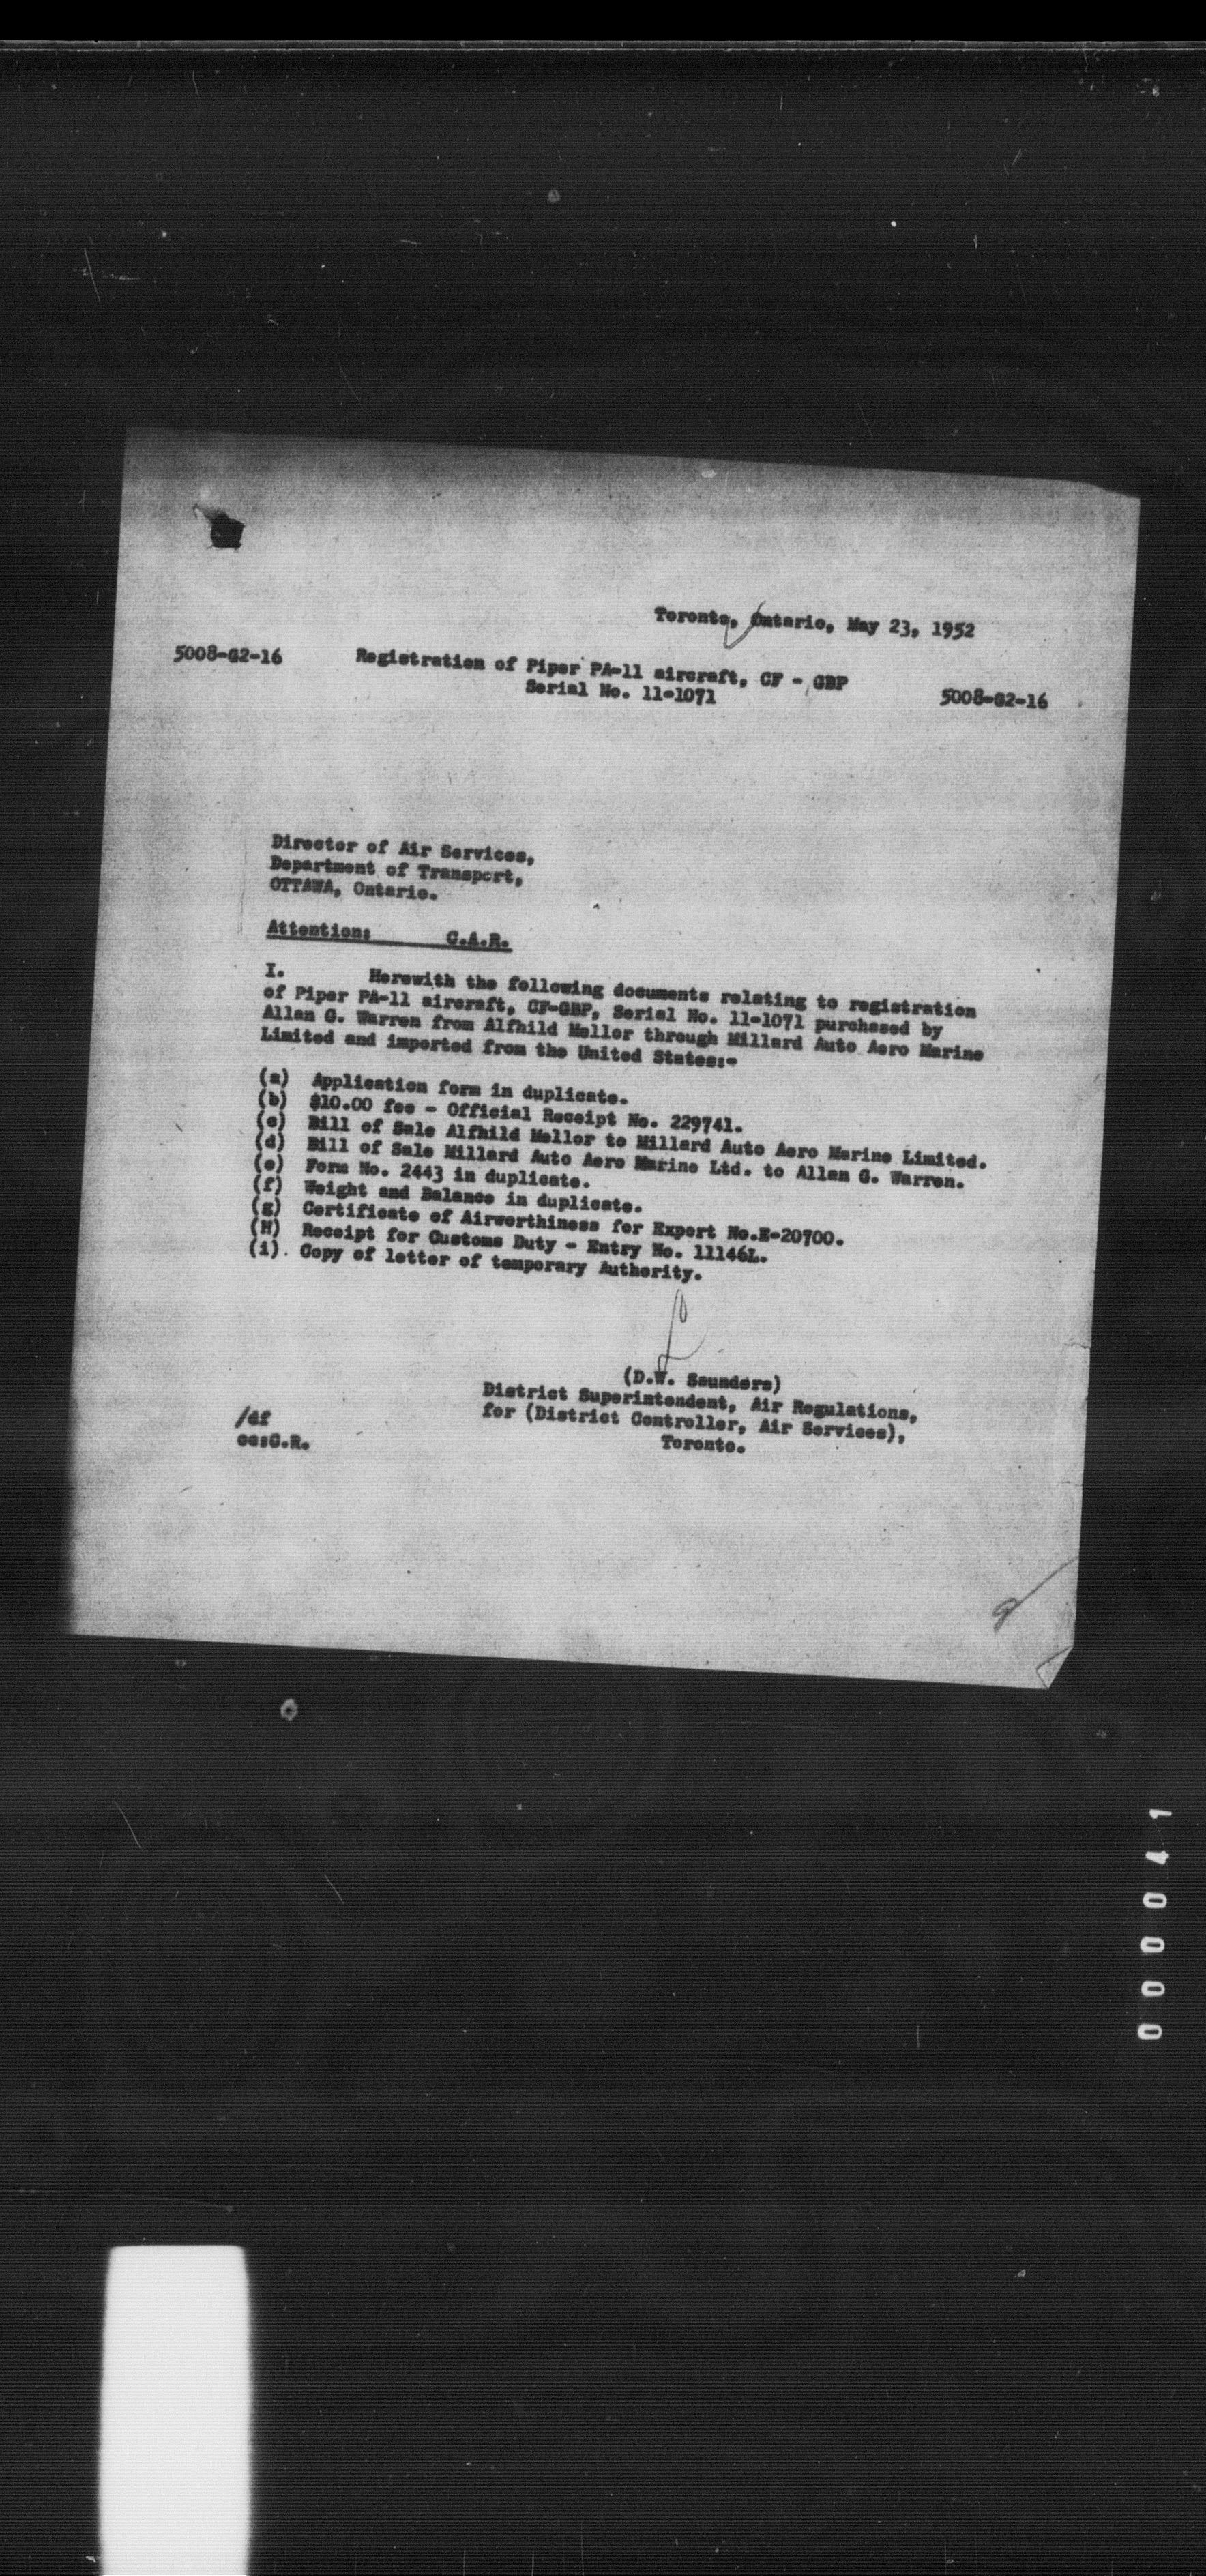 Toronto, Ontario, May 23, 1952
5008-G2-16 Registration of Piper PA-11 aircraft, CF - GBP
Serial No. 11-1071 5008-G2-16
Director of Air Services,
Department of Transport,
OTTAWA, Ontario.
Attention: C.A.R.
I. Herewith the following documents relating to registration
of Piper PA-11 aircraft, CF-GBP, Serial No. 11-1071 purchased by
Allan G. Warren from Alfhild Mellor through Millard Auto Aero Marine
Limited and imported from the United States:-
(a) Application form in duplicate.
(b) $10.00 fee - Official Receipt No. 229741.
(c) Bill of Sale Alfhild Mellor to Millard Auto Aero Marine Limited.
(d) Bill of Sale Millard Auto Aero Marine Ltd. to Allan G. Warren.
(e) Form No. 2443 in duplicate.
(f) Weight and Balance in duplicate.
(g) Certificate of Airworthiness for Export No.E-20700.
(H) Receipt for Customs Duty - Entry No. 11146L.
(i). Copy of letter of temporary Authority.
(D.W. Saunders)
District Superintendent, Air Regulations,
for (District Controller, Air Services),
Toronto.
/df
cc:C.R.
000041